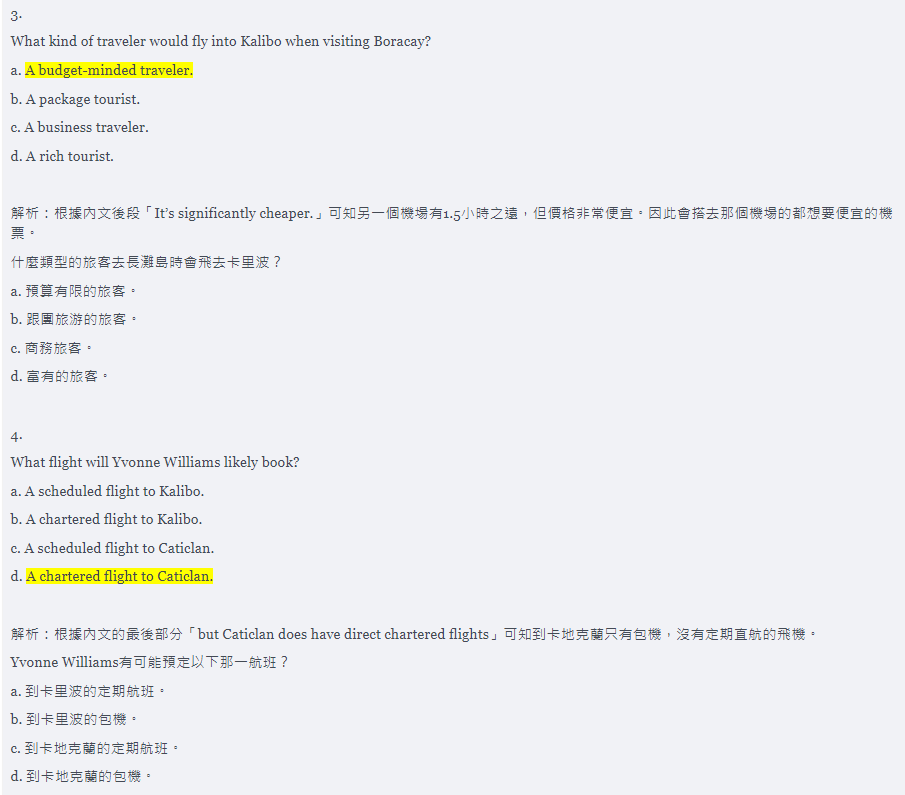 3.
What kind of traveler would fly into Kalibo when visiting Boracay?
a. A budget-minded traveler.
b. A package tourist.
c. A business traveler.
d. A rich tourist.
解析：根據內文後段「It's significantly cheaper.」可知另一個機場有1.5小時之遠，但價格非常便宜。因此會搭去那個機場的都想要便宜的機
票。
什麼類型的旅客去長灘島時會飛去卡里波？
a. 預算有限的旅客。
b. 跟團旅游的旅客。
c. 商務旅客。
d. 富有的旅客。
4.
What flight will Yvonne Williams likely book?
a. A scheduled flight to Kalibo.
b. A chartered flight to Kalibo.
c. A scheduled flight to Caticlan.
d. A chartered flight to Caticlan.
解析：根據內文的最後部分「but Caticlan does have direct chartered flights」可知到卡地克蘭只有包機，沒有定期直航的飛機。
Yvonne Williams有可能預定以下那一航班？
a. 到卡里波的定期航班。
b. 到卡里波的包機。
c. 到卡地克蘭的定期航班。
d. 到卡地克蘭的包機。